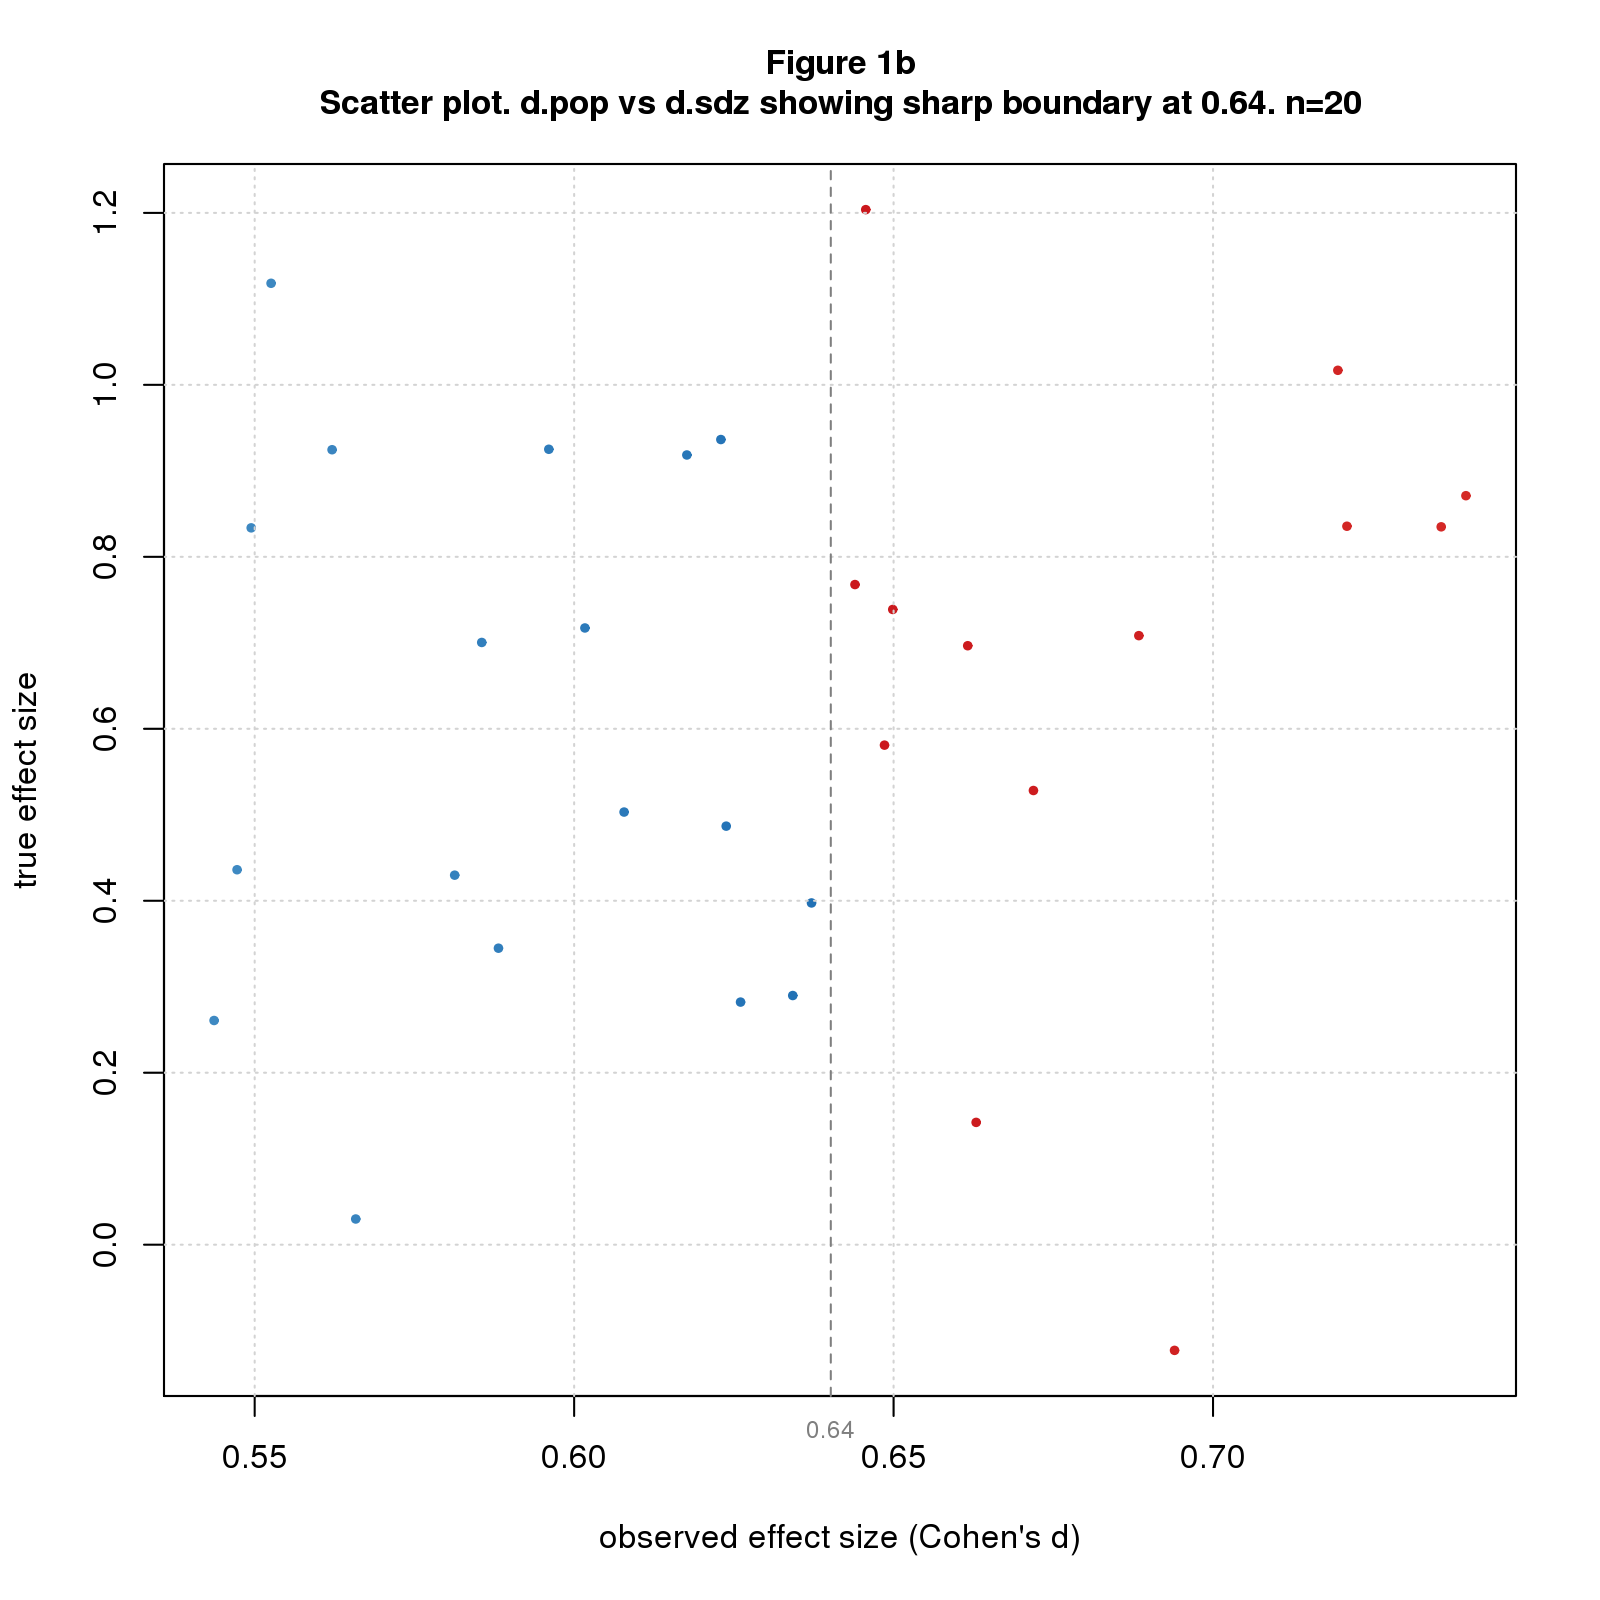 Figure 1b
Scatter plot. d.pop vs d.sdz showing sharp boundary at 0.64. n=20
true effect size
1.2
1.0
0.8
0.6
0.4
0.2
0.0
0.64
0.55 0.60 0.65 0.70
observed effect size (Cohen's d)